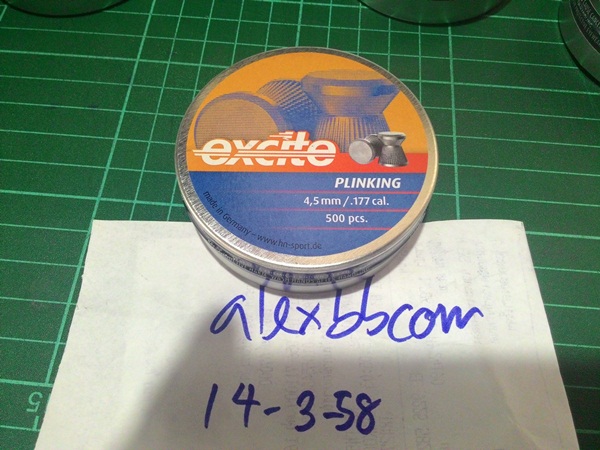 excite
PLINKING
4,5 mm / .177 cal.
500 pcs.
made in Germany – www.hn-sport.de
alexbbcom
14-3-58